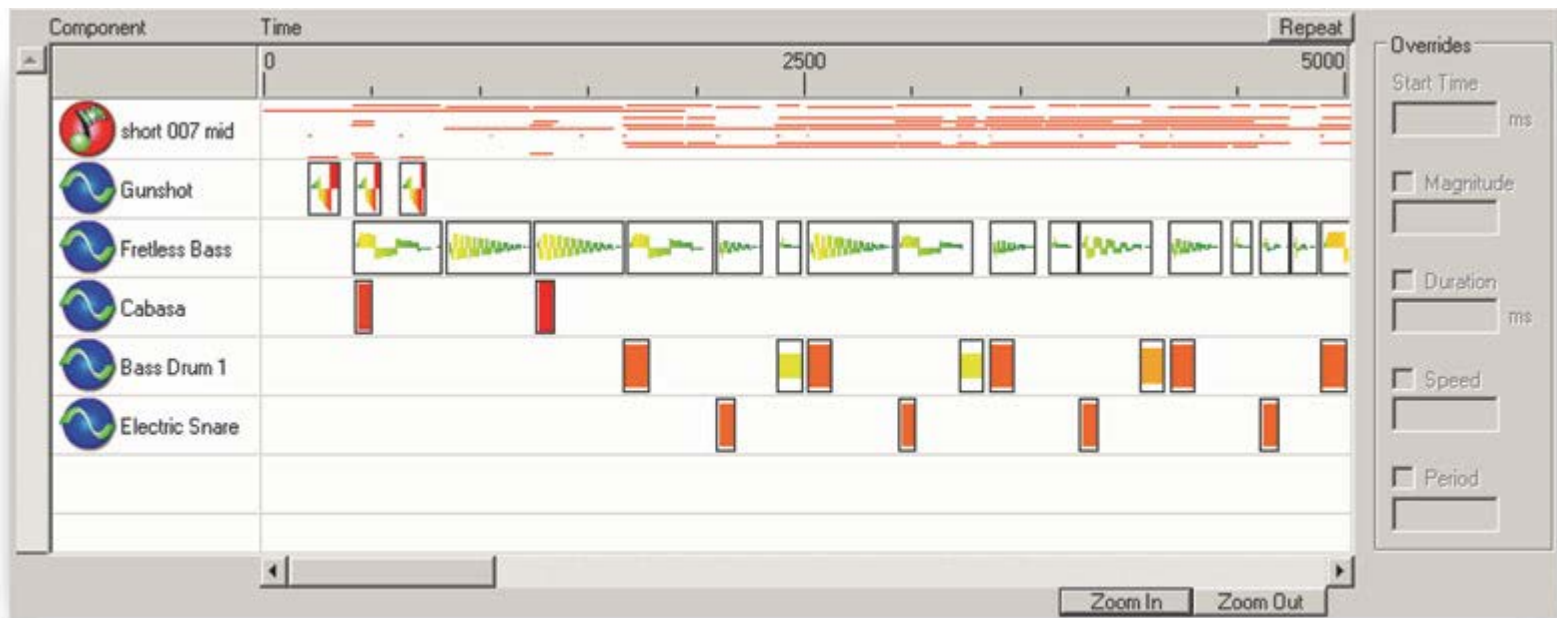 Component Time Repeat
Overrides
0 2500 5000
Start Time
ms
short 007 mid
Gunshot
Magnitude
Fretless Bass
Duration
ms
Cabasa
Bass Drum 1
Speed
Electric Snare
Period
Zoom In Zoom Out